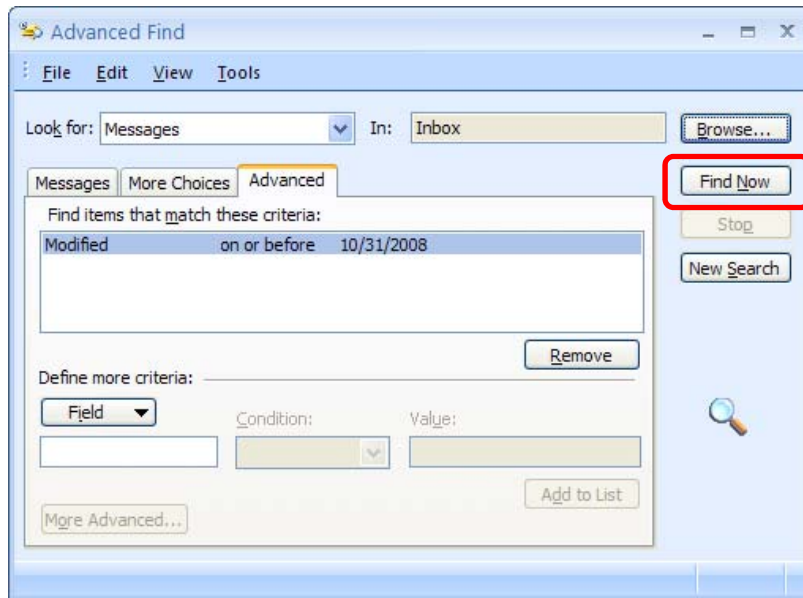 Advanced Find
File Edit View Tools
Look for: Messages In: Inbox Browse...
Messages More Choices Advanced Find Now
Find items that match these criteria: Stop
Modified on or before 10/31/2008
New Search
Remove
Define more criteria:
Field Condition: Value:
Add to List
More Advanced...